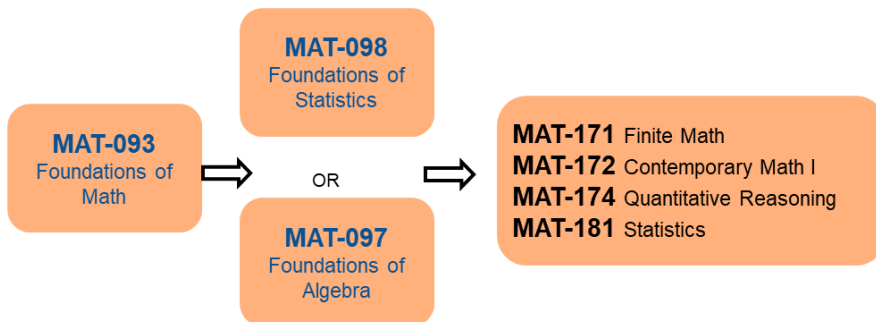 MAT-093
Foundations of
Math
MAT-098
Foundations of
Statistics
OR
MAT-097
Foundations of
Algebra
MAT-171 Finite Math
MAT-172 Contemporary Math I
MAT-174 Quantitative Reasoning
MAT-181 Statistics